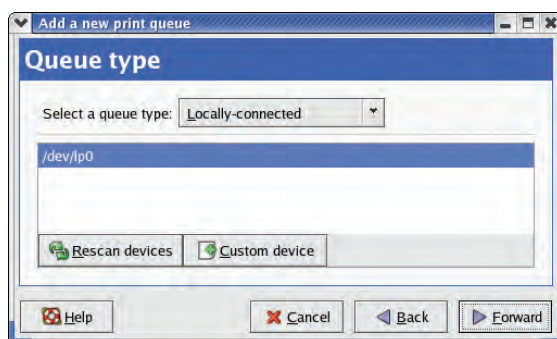 Add a new print queue
Queue type
Select a queue type: Locally-connected
/dev/lp0
Rescan devices Custom device
Help Cancel Back Forward